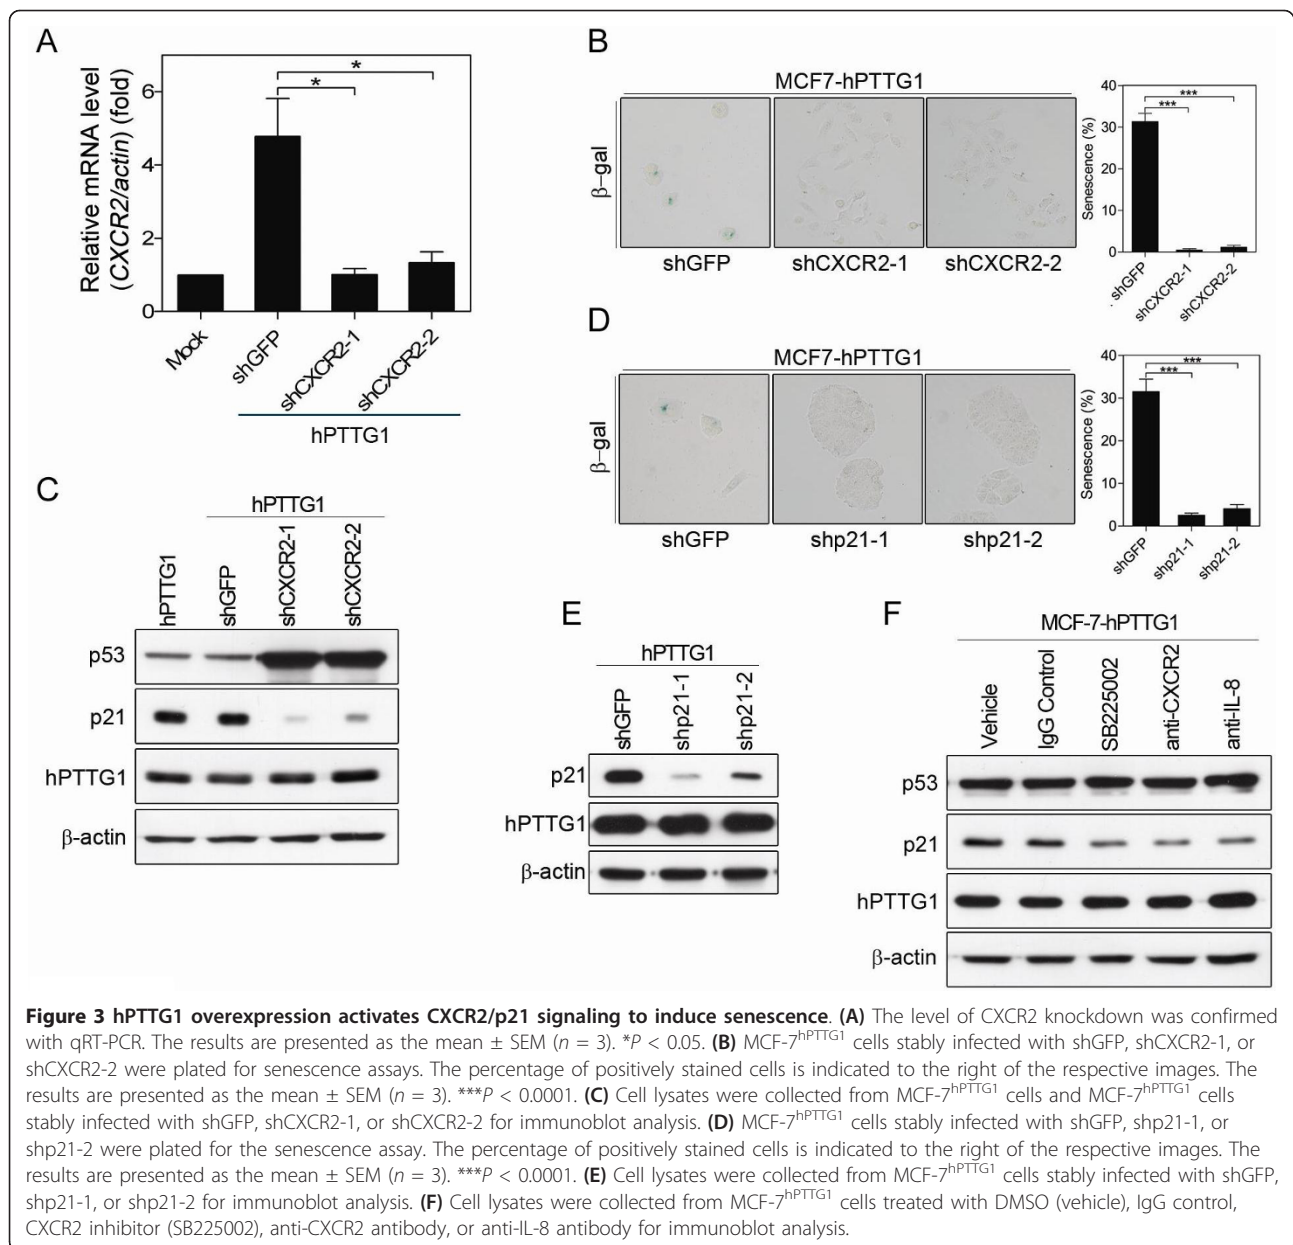 A
Relative mRNA level
((CXCR2/actin) (fold)
6
4
2
0
*
*
Mock
shGFP
shCXCR2-1
shCXCR2-2
hPTTG1
B
MCF7-hPTTG1
β-gal
shGFP
shCXCR2-1
shCXCR2-2
Senescence (%)
40
30
20
10
0
***
***
. shGFP
shCXCR2-1
shCXCR2-2
D
MCF7-hPTTG1
β-gal
shGFP
shp21-1
shp21-2
Senescence (%)
40
30
20
10
0
***
***
shGFP
shp21-1
shp21-2
C
hPTTG1
hPTTG1
shGFP
shCXCR2-1
shCXCR2-2
p53
p21
hPTTG1
β-actin
E
hPTTG1
shGFP
shp21-1
shp21-2
p21
hPTTG1
β-actin
F
MCF-7-hPTTG1
Vehicle
IgG Control
SB225002
anti-CXCR2
anti-IL-8
p53
p21
hPTTG1
β-actin
Figure 3 hPTTG1 overexpression activates CXCR2/p21 signaling to induce senescence. (A) The level of CXCR2 knockdown was confirmed
with qRT-PCR. The results are presented as the mean ± SEM (n = 3). *P < 0.05. (B) MCF-7hPTTG1 cells stably infected with shGFP, shCXCR2-1, or
shCXCR2-2 were plated for senescence assays. The percentage of positively stained cells is indicated to the right of the respective images. The
results are presented as the mean ± SEM (n = 3). ***P < 0.0001. (C) Cell lysates were collected from MCF-7hPTTG1 cells and MCF-7hPTTG1 cells
stably infected with shGFP, shCXCR2-1, or shCXCR2-2 for immunoblot analysis. (D) MCF-7hPTTG1 cells stably infected with shGFP, shp21-1, or
shp21-2 were plated for the senescence assay. The percentage of positively stained cells is indicated to the right of the respective images. The
results are presented as the mean ± SEM (n = 3). ***P < 0.0001. (E) Cell lysates were collected from MCF-7hPTTG1 cells stably infected with shGFP,
shp21-1, or shp21-2 for immunoblot analysis. (F) Cell lysates were collected from MCF-7hPTTG1 cells treated with DMSO (vehicle), IgG control,
CXCR2 inhibitor (SB225002), anti-CXCR2 antibody, or anti-IL-8 antibody for immunoblot analysis.